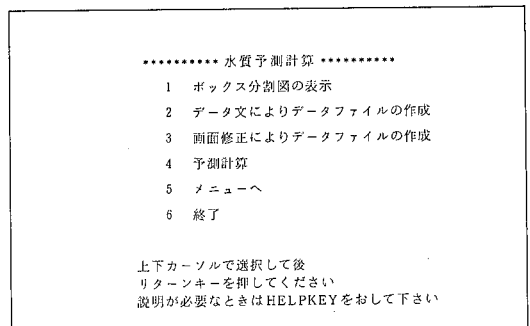 ********** 水質予測計算 **********
1 ボックス分割図の表示
2 データ文によりデータファイルの作成
3 画面修正によりデータファイルの作成
4 予測計算
5 メニューへ
6 終了
上下カーソルで選択して後
リターンキーを押してください
説明が必要なときはHELPKEYをおして下さい